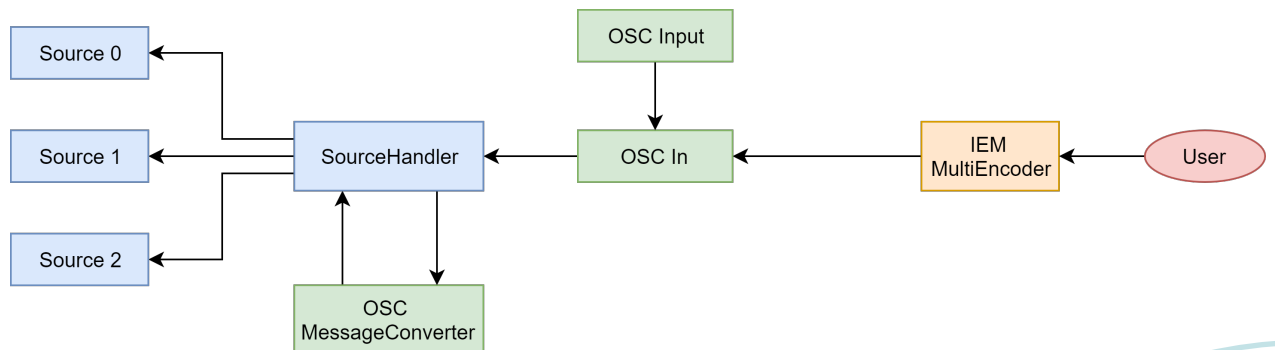 Source 0
OSC Input
Source 1
SourceHandler
OSC In
IEM
MultiEncoder
User
Source 2
OSC
MessageConverter